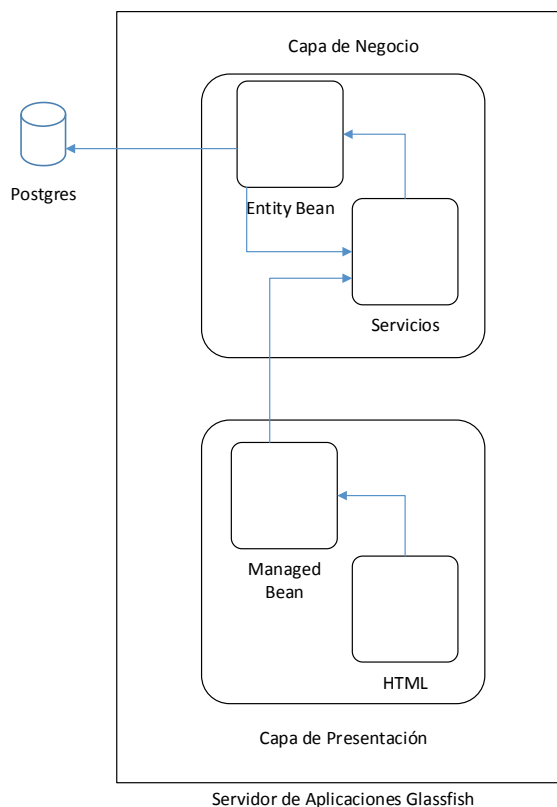 Capa de Negocio
Postgres
Entity Bean
Servicios
Managed
Bean
HTML
Capa de Presentación
Servidor de Aplicaciones Glassfish